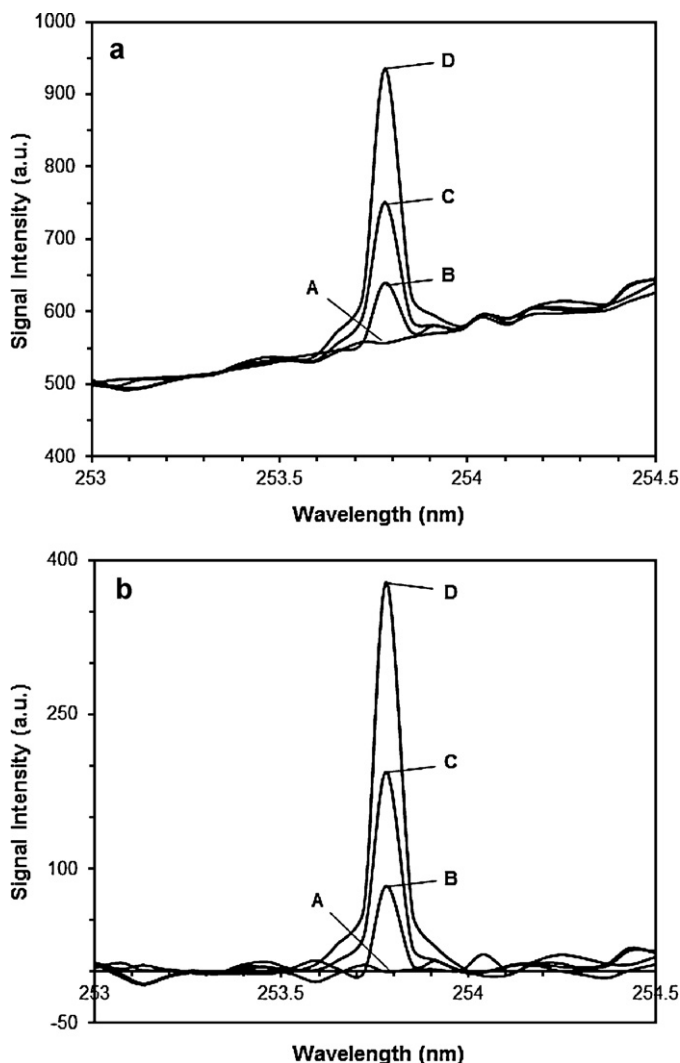 1000
a
D
900
800
C
700
B
A
600
500
400
253
253.5
254
254.5
Signal Intensity (a.u.)
Wavelength (nm)
400
b
D
250
C
100
B
A
-50
253
253.5
254
254.5
Signal Intensity (a.u.)
Wavelength (nm)